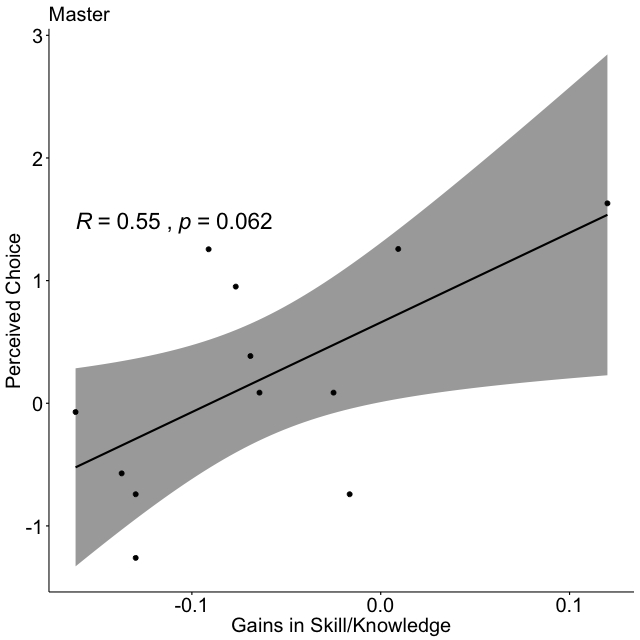 Master
3
2
1
0
-1
R = 0.55 , p = 0.062
Perceived Choice
-0.1
0.0
0.1
Gains in Skill/Knowledge